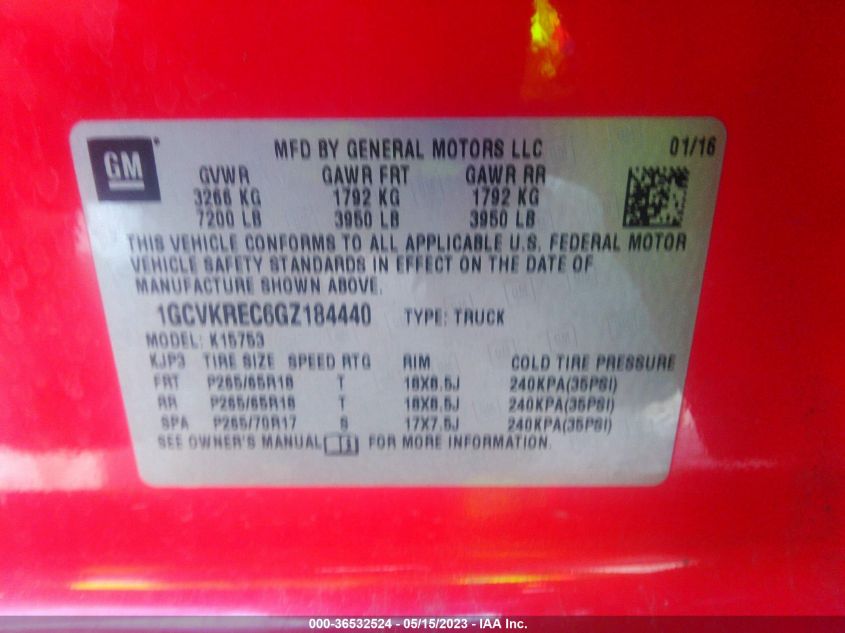 GM
MFD BY GENERAL MOTORS LLC 01/16
GVWR GAWR FRT GAWR RR
3266 KG 1792 KG 1792 KG
7200 LB 3950 LB 3950 LB
THIS VEHICLE CONFORMS TO ALL APPLICABLE U.S. FEDERAL MOTOR
VEHICLE SAFETY STANDARDS IN EFFECT ON THE DATE OF
MANUFACTURE SHOWN ABOVE.
1GCVKREC6GZ184440 TYPE: TRUCK
MODEL: K15753
KJP3 TIRE SIZE SPEED RTG RIM COLD TIRE PRESSURE
FRT P265/65R18 T 18X8.5J 240KPA(35PSI)
RR P265/65R18 T 18X8.5J 240KPA(35PSI)
SPA P265/70R17 S 17X7.5J 240KPA(35PSI)
SEE OWNER'S MANUAL FOR MORE INFORMATION.
000-36532524 - 05/15/2023 - IAA Inc.